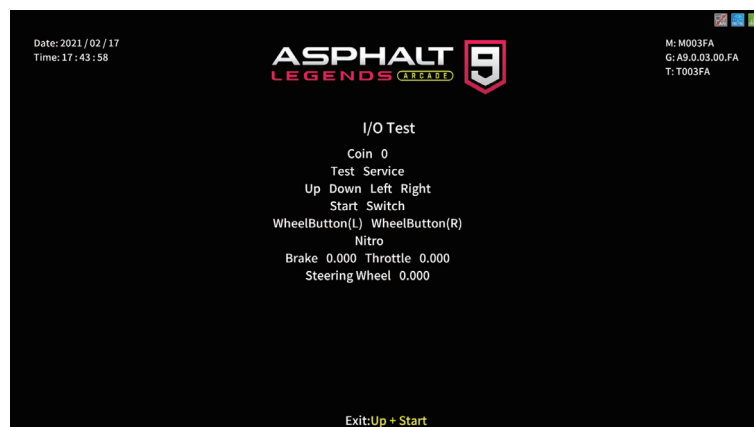 Date: 2021 / 02 / 17
Time: 17 : 43 : 58
ASPHALT 9
LEGENDS ARCADE
M: M003FA
G: A9.0.03.00.FA
T: T003FA
I/O Test
Coin 0
Test Service
Up Down Left Right
Start Switch
WheelButton(L) WheelButton(R)
Nitro
Brake 0.000 Throttle 0.000
Steering Wheel 0.000
Exit:Up + Start